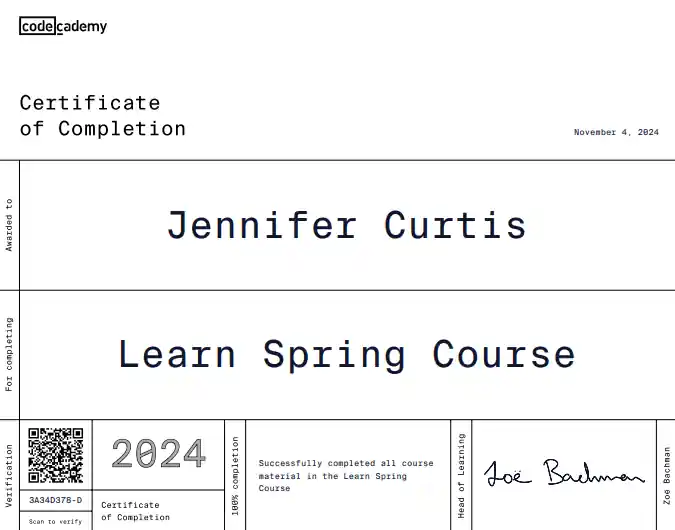 codecademy
Certificate
of Completion
November 4, 2024
Awarded to
Jennifer Curtis
For completing
Learn Spring Course
Verification
3A34D378-D
Scan to verify
2024
Certificate
of Completion
100% completion
Successfully completed all course
material in the Learn Spring
Course
Head of Learning
Zoë Bachman
Zoe Bachman